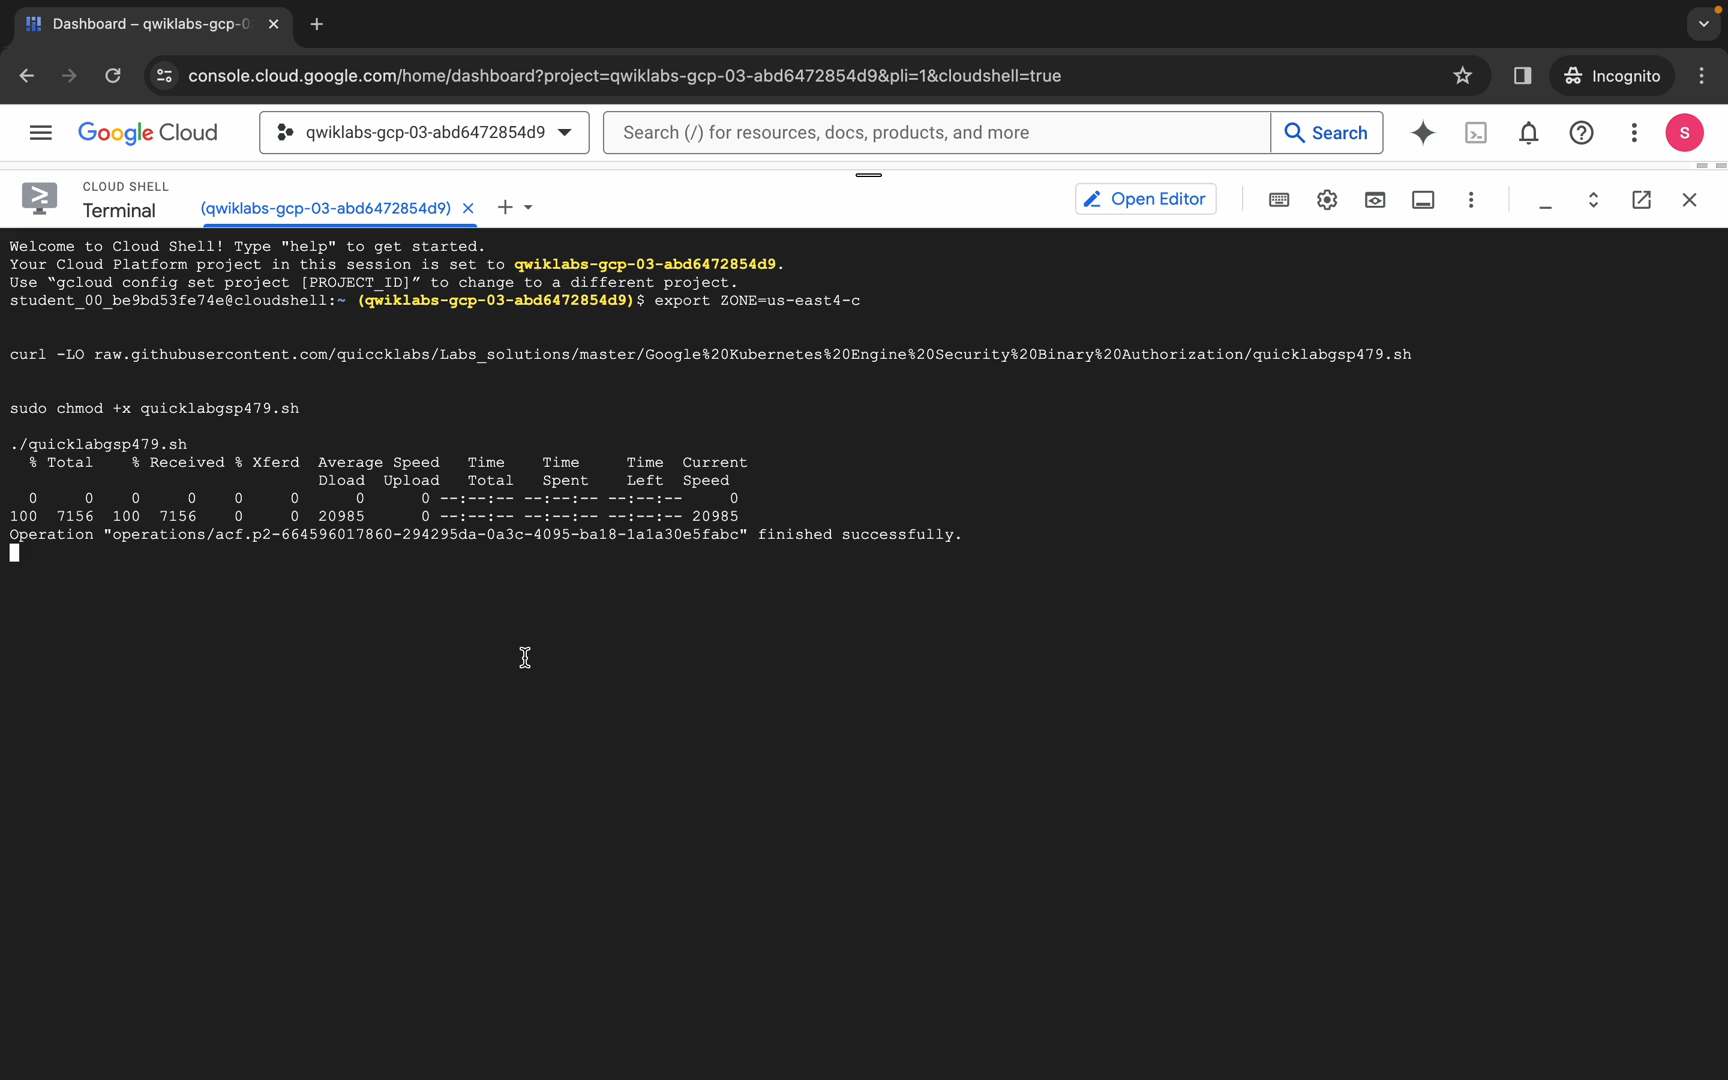 Dashboard – qwiklabs-gcp-0
console.cloud.google.com/home/dashboard?project=qwiklabs-gcp-03-abd6472854d9&pli=1&cloudshell=true
Incognito
Google Cloud
qwiklabs-gcp-03-abd6472854d9
Search (/) for resources, docs, products, and more
Search
S
CLOUD SHELL
Terminal
(qwiklabs-gcp-03-abd6472854d9)
Open Editor
Welcome to Cloud Shell! Type "help" to get started.
Your Cloud Platform project in this session is set to qwiklabs-gcp-03-abd6472854d9.
Use “gcloud config set project [PROJECT_ID]” to change to a different project.
student_00_be9bd53fe74e@cloudshell:~ (qwiklabs-gcp-03-abd6472854d9)$ export ZONE=us-east4-c
curl -LO raw.githubusercontent.com/quiccklabs/Labs_solutions/master/Google%20Kubernetes%20Engine%20Security%20Binary%20Authorization/quicklabgsp479.sh
sudo chmod +x quicklabgsp479.sh
./quicklabgsp479.sh
% Total % Received % Xferd Average Speed Time Time Time Current
Dload Upload Total Spent Left Speed
0 0 0 0 0 0 0 0 --:--:-- --:--:-- --:--:-- 0
100 7156 100 7156 0 0 20985 0 --:--:-- --:--:-- --:--:-- 20985
Operation "operations/acf.p2-664596017860-294295da-0a3c-4095-ba18-1a1a30e5fabc" finished successfully.